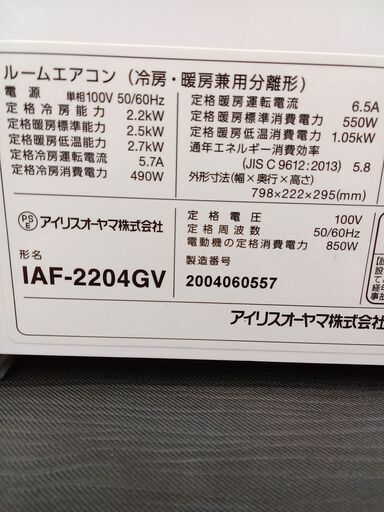 ルームエアコン(冷房・暖房兼用分離形)
電源 単相100V 50/60Hz
定格冷房能力 2.2kW
定格暖房標準能力 2.5kW
定格暖房低温能力 2.7kW
定格冷房運転電流 5.7A
定格冷房消費電力 490W
定格暖房運転電流 6.5A
定格暖房標準消費電力 550W
定格暖房低温消費電力 1.05kW
通年エネルギー消費効率
(JIS C 9612:2013) 5.8
外形寸法(幅×奥行×高さ)
798×222×295(mm)
PSE アイリスオーヤマ株式会社
形名
IAF-2204GV
定格電圧 100V
定格周波数 50/60Hz
電動機の定格消費電力 850W
製造番号
2004060557
アイリスオーヤマ株式会社